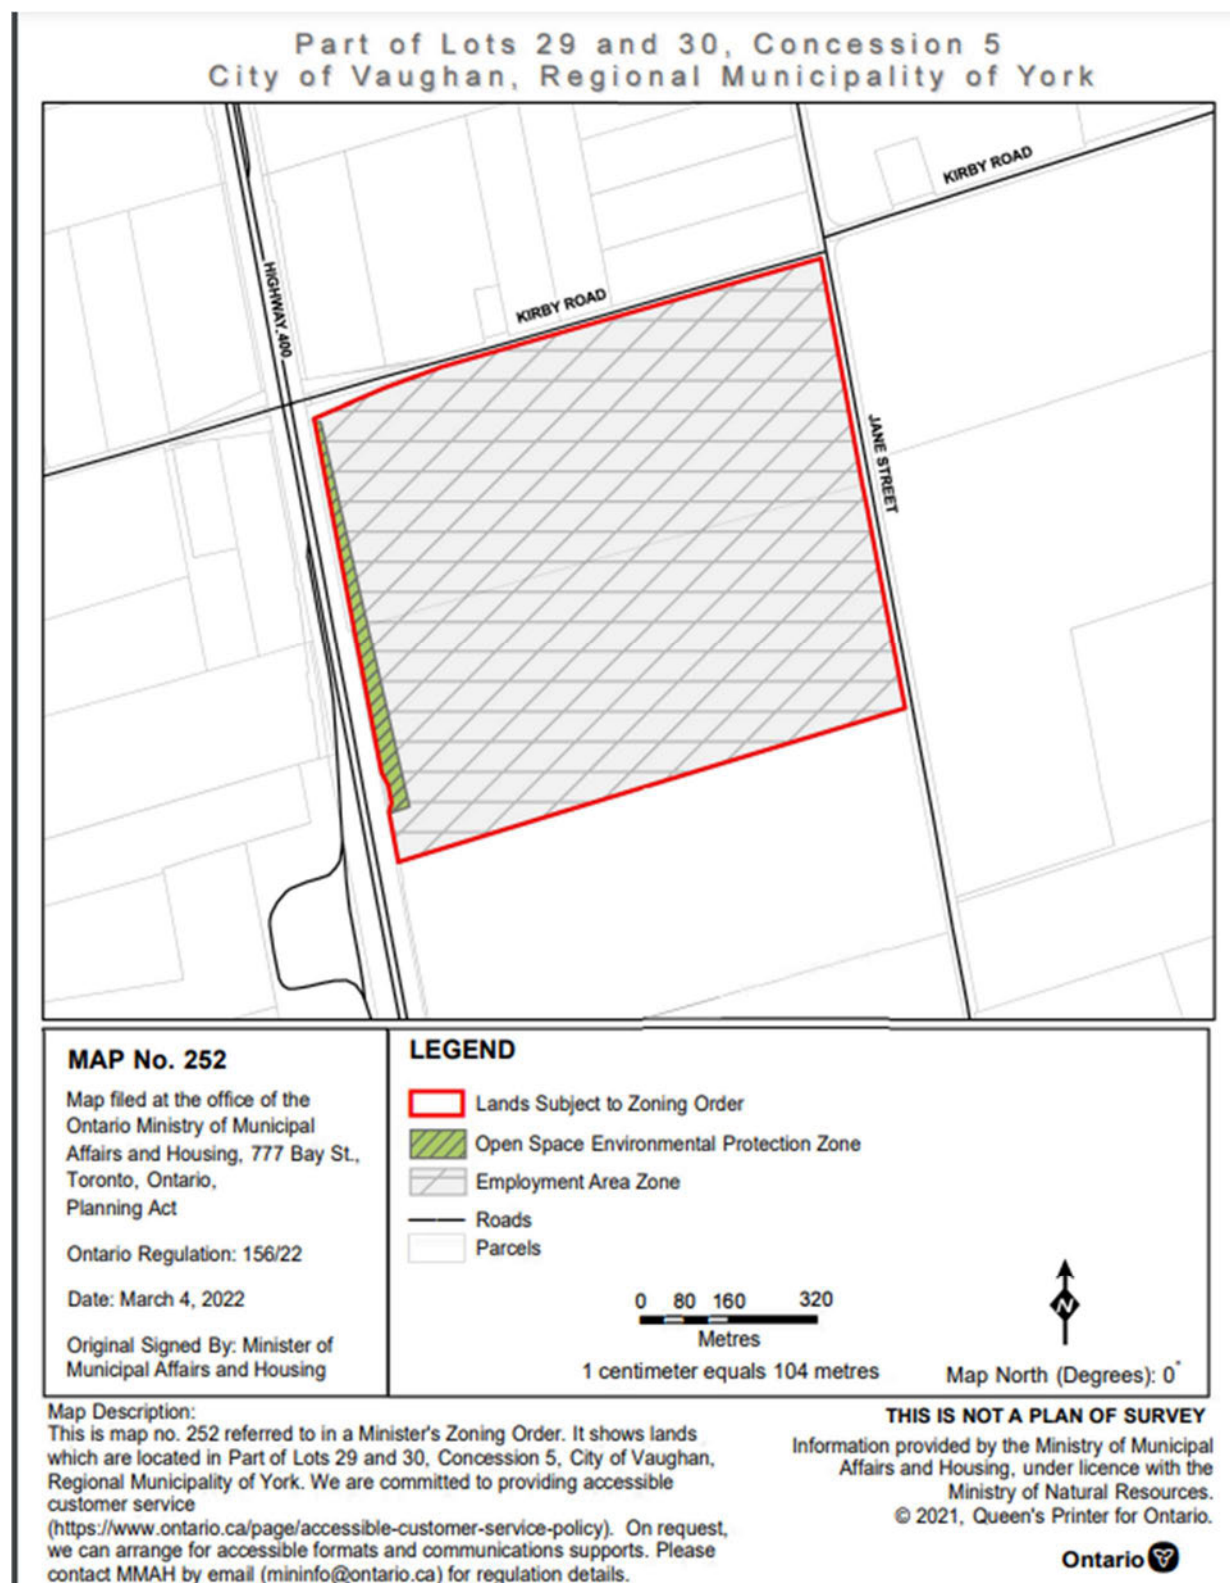 Part of Lots 29 and 30, Concession 5
City of Vaughan, Regional Municipality of York
KIRBY ROAD
HIGHWAY 400
KIRBY ROAD
JANE STREET
MAP No. 252
Map filed at the office of the
Ontario Ministry of Municipal
Affairs and Housing, 777 Bay St.,
Toronto, Ontario,
Planning Act
Ontario Regulation: 156/22
Date: March 4, 2022
Original Signed By: Minister of
Municipal Affairs and Housing
LEGEND
Lands Subject to Zoning Order
Open Space Environmental Protection Zone
Employment Area Zone
Roads
Parcels
0 80 160 320
Metres
1 centimeter equals 104 metres
N
Map North (Degrees): 0°
Map Description:
This is map no. 252 referred to in a Minister's Zoning Order. It shows lands
which are located in Part of Lots 29 and 30, Concession 5, City of Vaughan,
Regional Municipality of York. We are committed to providing accessible
customer service
(https://www.ontario.ca/page/accessible-customer-service-policy). On request,
we can arrange for accessible formats and communications supports. Please
contact MMAH by email (mininfo@ontario.ca) for regulation details.
THIS IS NOT A PLAN OF SURVEY
Information provided by the Ministry of Municipal
Affairs and Housing, under licence with the
Ministry of Natural Resources.
© 2021, Queen's Printer for Ontario.
Ontario